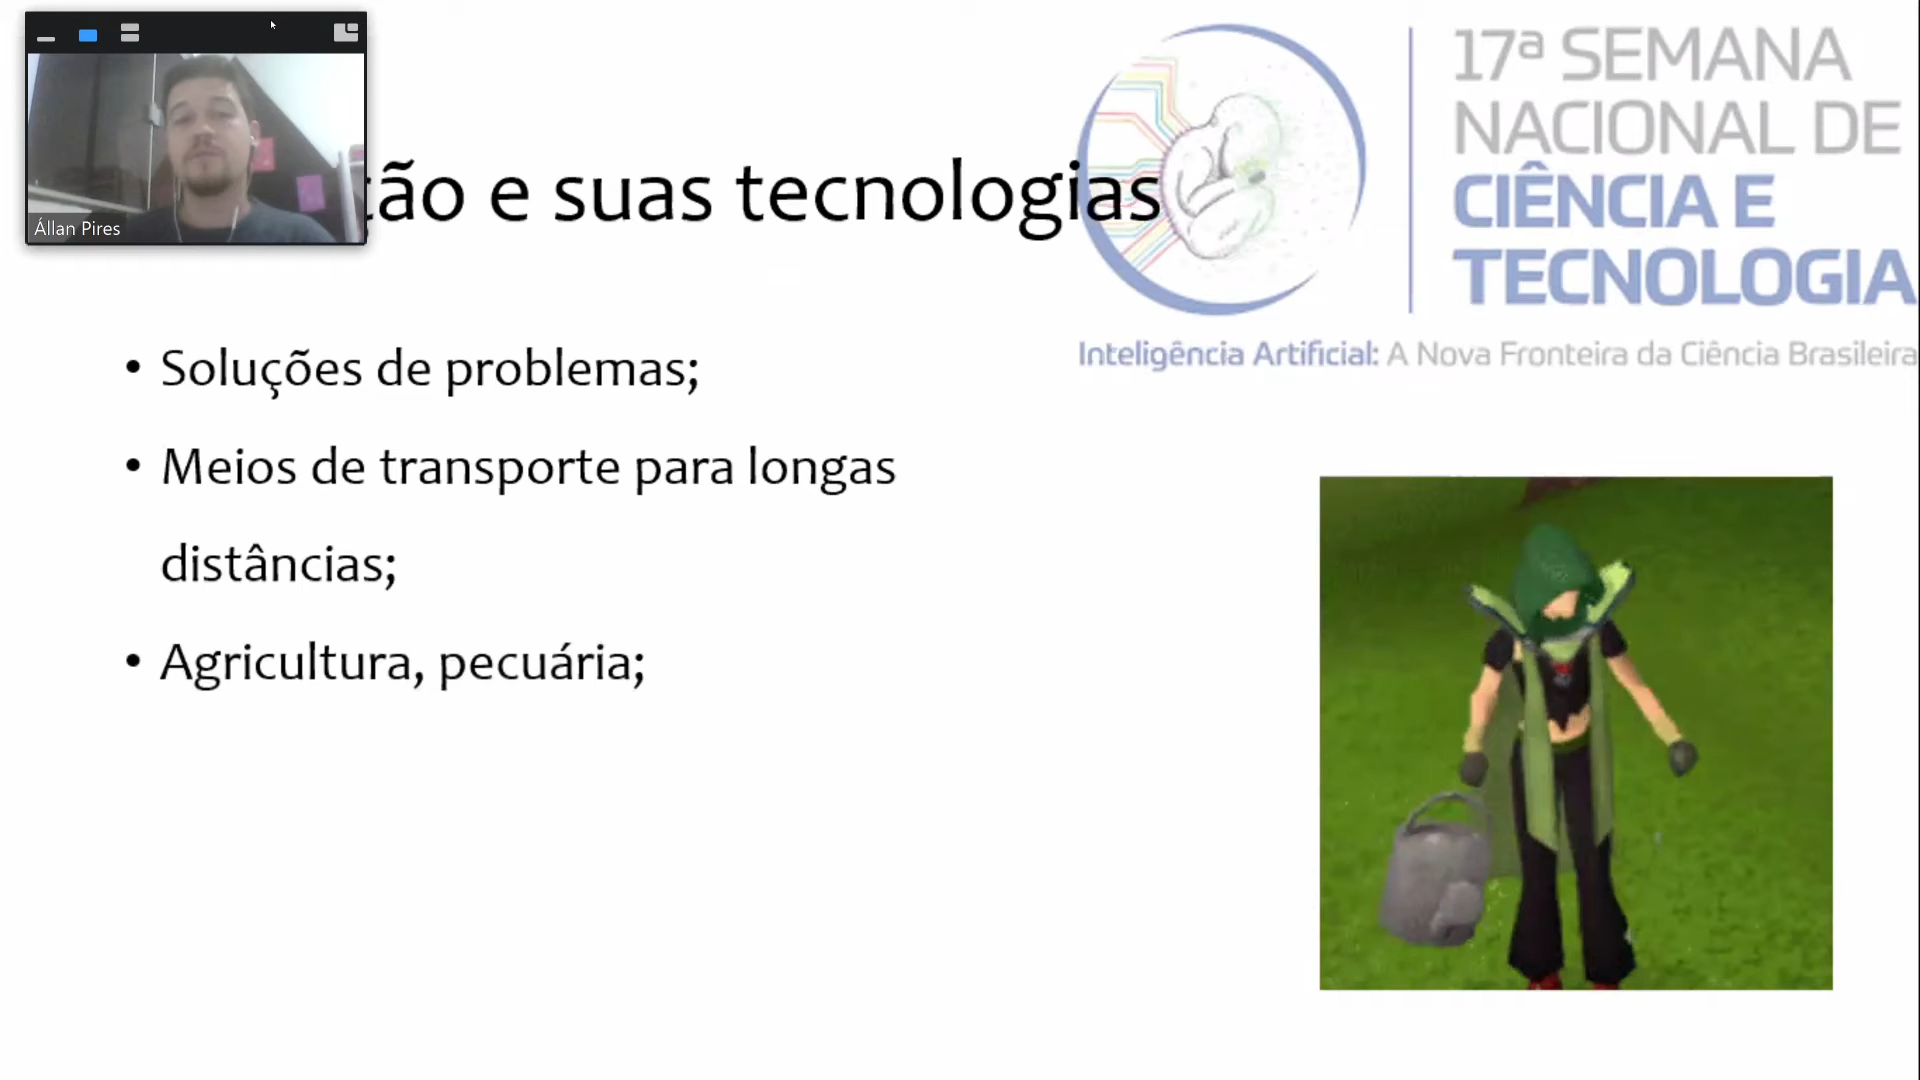 Állan Pires
ção e suas tecnologias
17ª SEMANA
NACIONAL DE
CIÊNCIA E
TECNOLOGIA
Inteligência Artificial: A Nova Fronteira da Ciência Brasileira
• Soluções de problemas;
• Meios de transporte para longas
distâncias;
• Agricultura, pecuária;